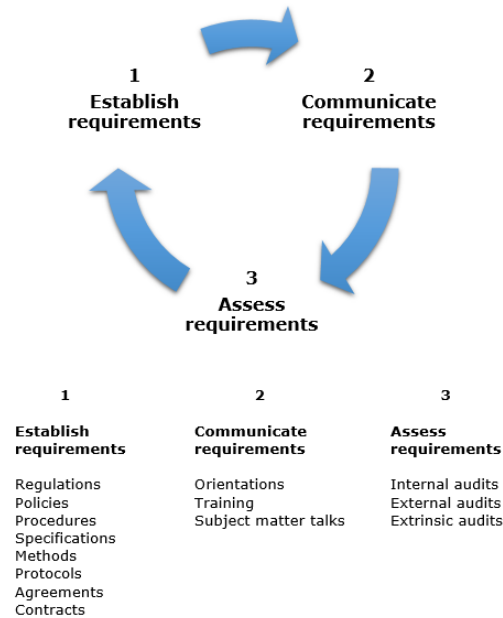 1
Establish
requirements
2
Communicate
requirements
3
Assess
requirements
1
Establish
requirements
Regulations
Policies
Procedures
Specifications
Methods
Protocols
Agreements
Contracts
2
Communicate
requirements
Orientations
Training
Subject matter talks
3
Assess
requirements
Internal audits
External audits
Extrinsic audits